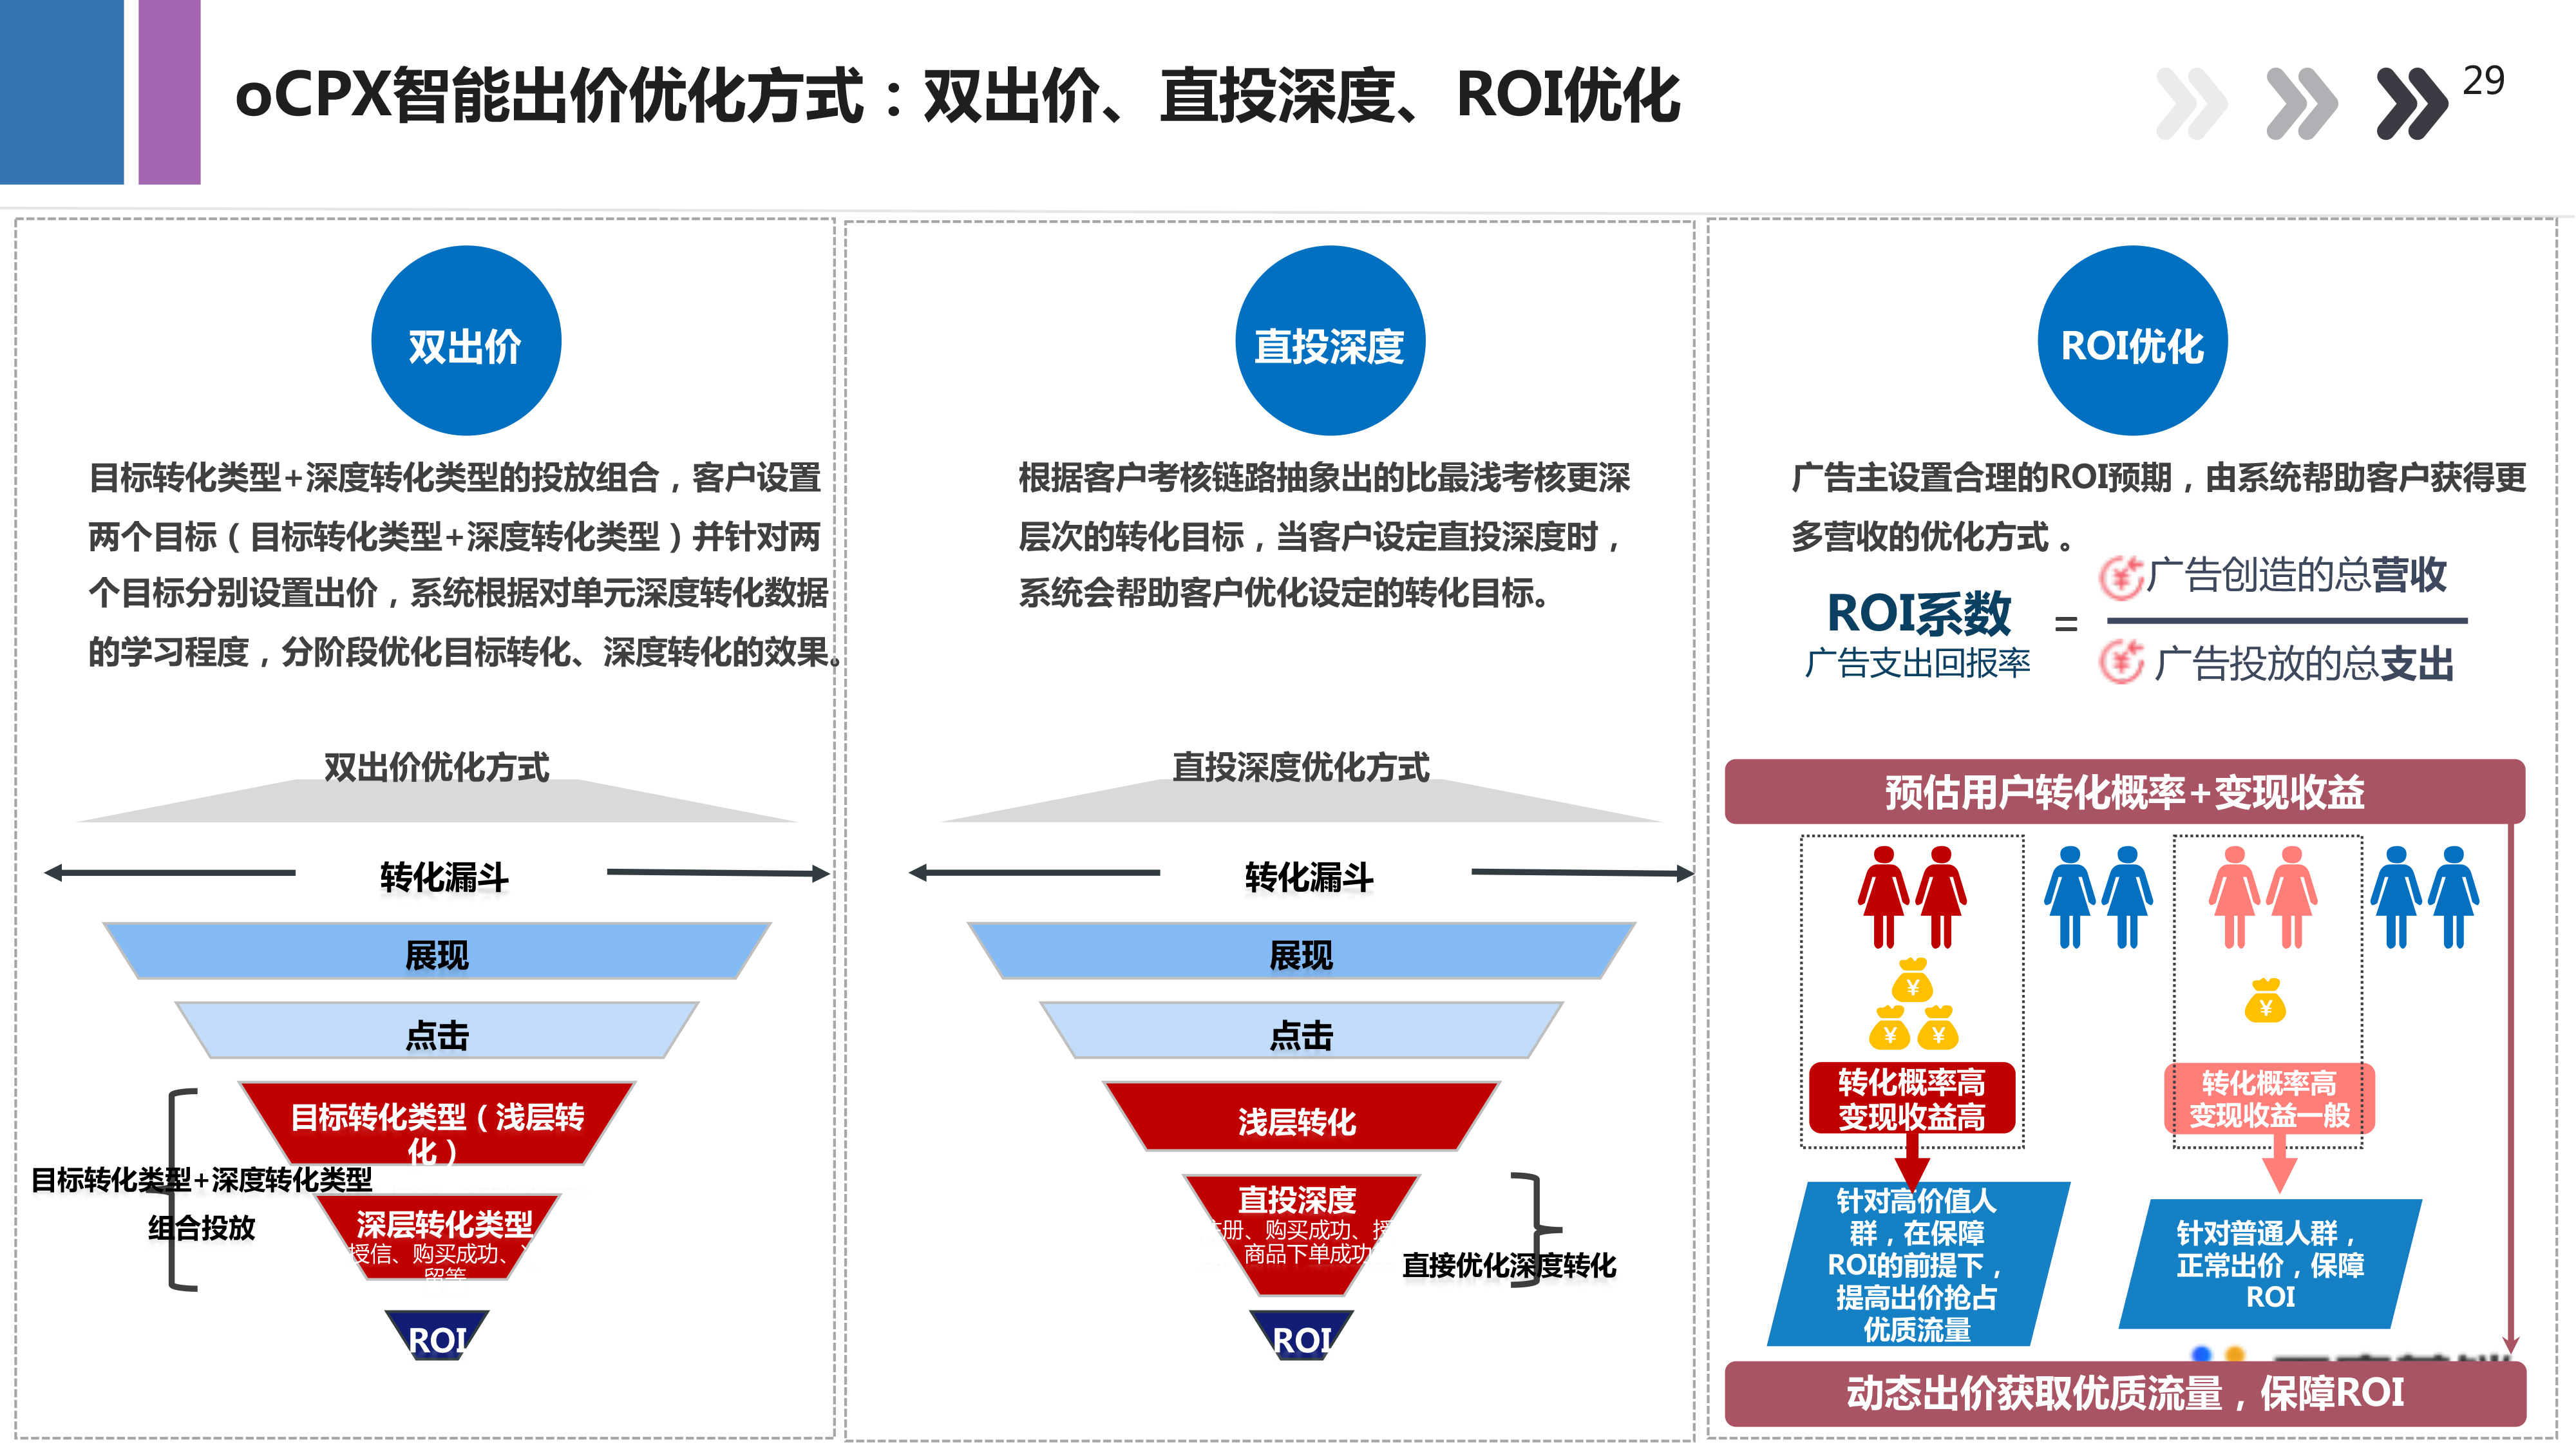 oCPX智能出价优化方式：双出价、直投深度、ROI优化
29
双出价
目标转化类型+深度转化类型的投放组合，客户设置
两个目标（目标转化类型+深度转化类型）并针对两
个目标分别设置出价，系统根据对单元深度转化数据
的学习程度，分阶段优化目标转化、深度转化的效果。
双出价优化方式
转化漏斗
展现
点击
目标转化类型（浅层转
化）
目标转化类型+深度转化类型
组合投放
深层转化类型
授信、购买成功、
留等
ROI
直投深度
根据客户考核链路抽象出的比最浅考核更深
层次的转化目标，当客户设定直投深度时，
系统会帮助客户优化设定的转化目标。
直投深度优化方式
转化漏斗
展现
点击
浅层转化
直投深度
册、购买成功、授
商品下单成功
直接优化深度转化
ROI
ROI优化
广告主设置合理的ROI预期，由系统帮助客户获得更
多营收的优化方式 。
ROI系数
广告支出回报率
=
广告创造的总营收
广告投放的总支出
预估用户转化概率+变现收益
¥
¥ ¥
¥
转化概率高
变现收益高
转化概率高
变现收益一般
针对高价值人
群，在保障
ROI的前提下，
提高出价抢占
优质流量
针对普通人群，
正常出价，保障
ROI
动态出价获取优质流量，保障ROI